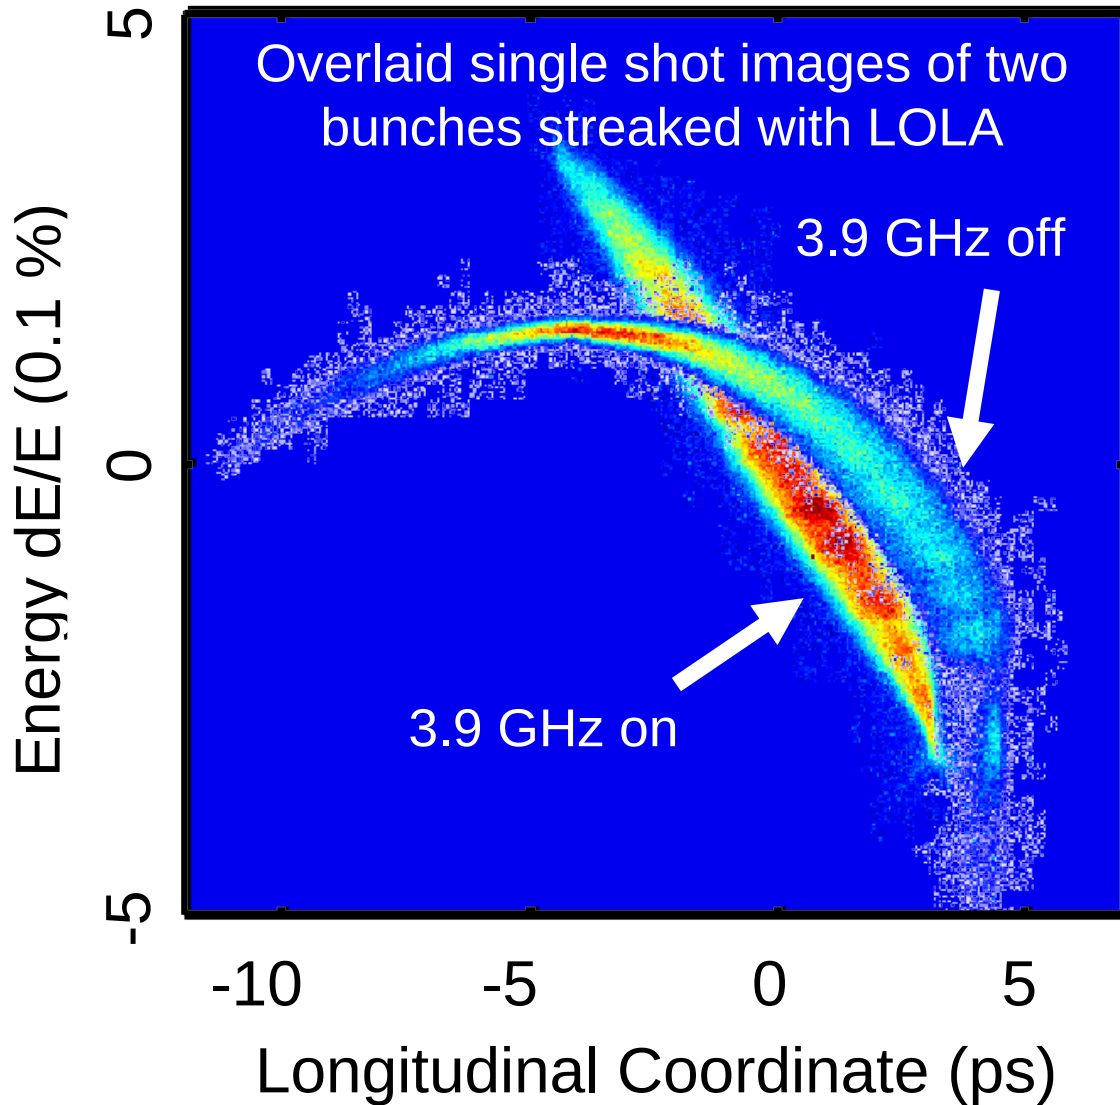 Overlaid single shot images of two
bunches streaked with LOLA
3.9 GHz off
3.9 GHz on
Energy dE/E (0.1 %)
5
0
-5
-10 -5 0 5
Longitudinal Coordinate (ps)